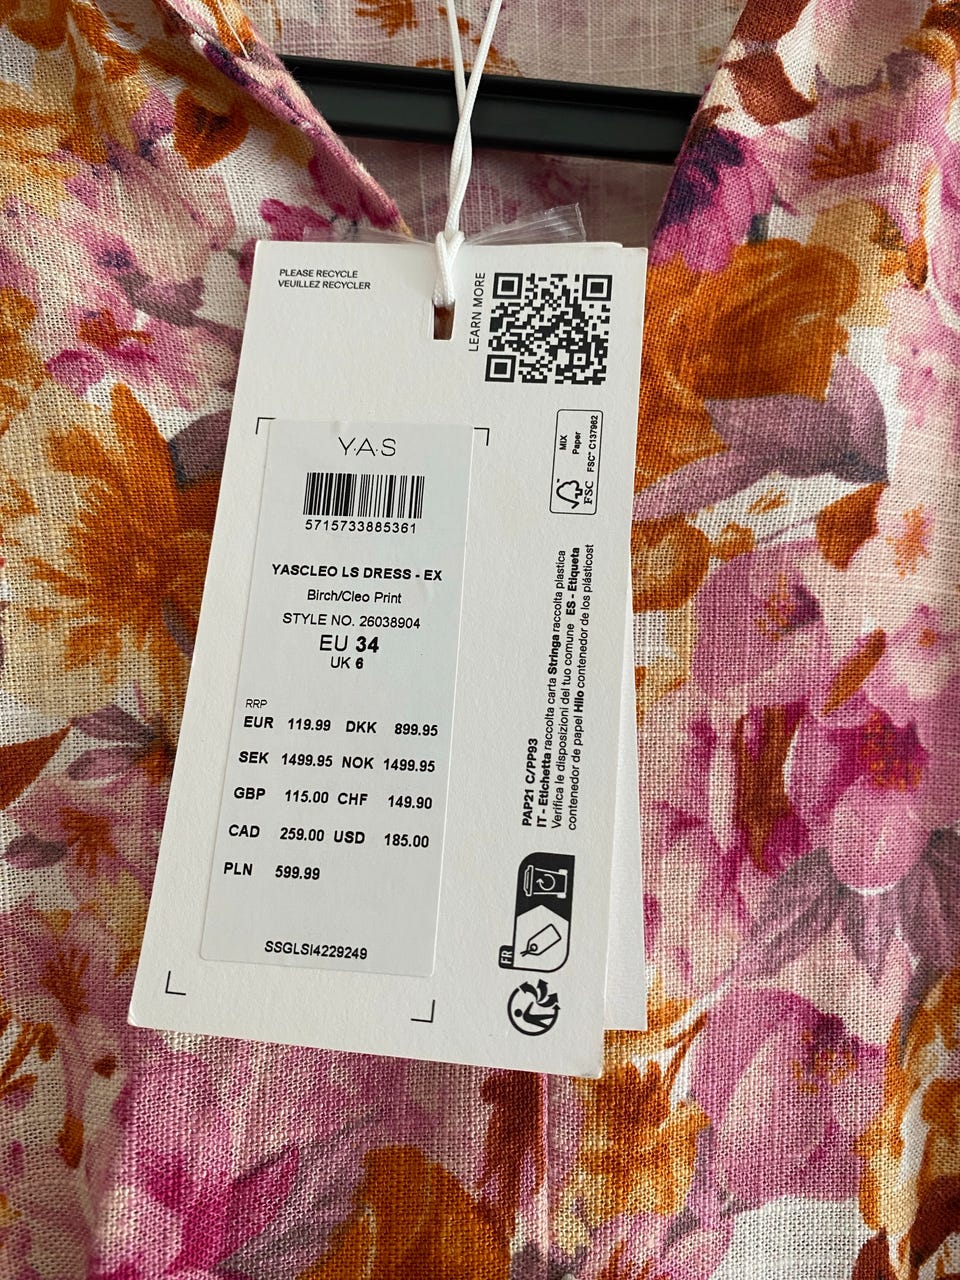 PLEASE RECYCLE
VEUILLEZ RECYCLER
LEARN MORE
Y.A.S
5715733885361
YASCLEO LS DRESS - EX
Birch/Cleo Print
STYLE NO. 26038904
EU 34
UK 6
RRP
EUR 119.99 DKK 899.95
SEK 1499.95 NOK 1499.95
GBP 115.00 CHF 149.90
CAD 259.00 USD 185.00
PLN 599.99
SSGLSI4229249
FSC
MIX
Paper
FSC™ C137982
PAP21 C/PP93
IT - Etichetta raccolta carta Stringa raccolta plastica
Verifica le disposizioni del tuo comune ES - Etiqueta
contenedor de papel Hilo contenedor de los plásticost
FR